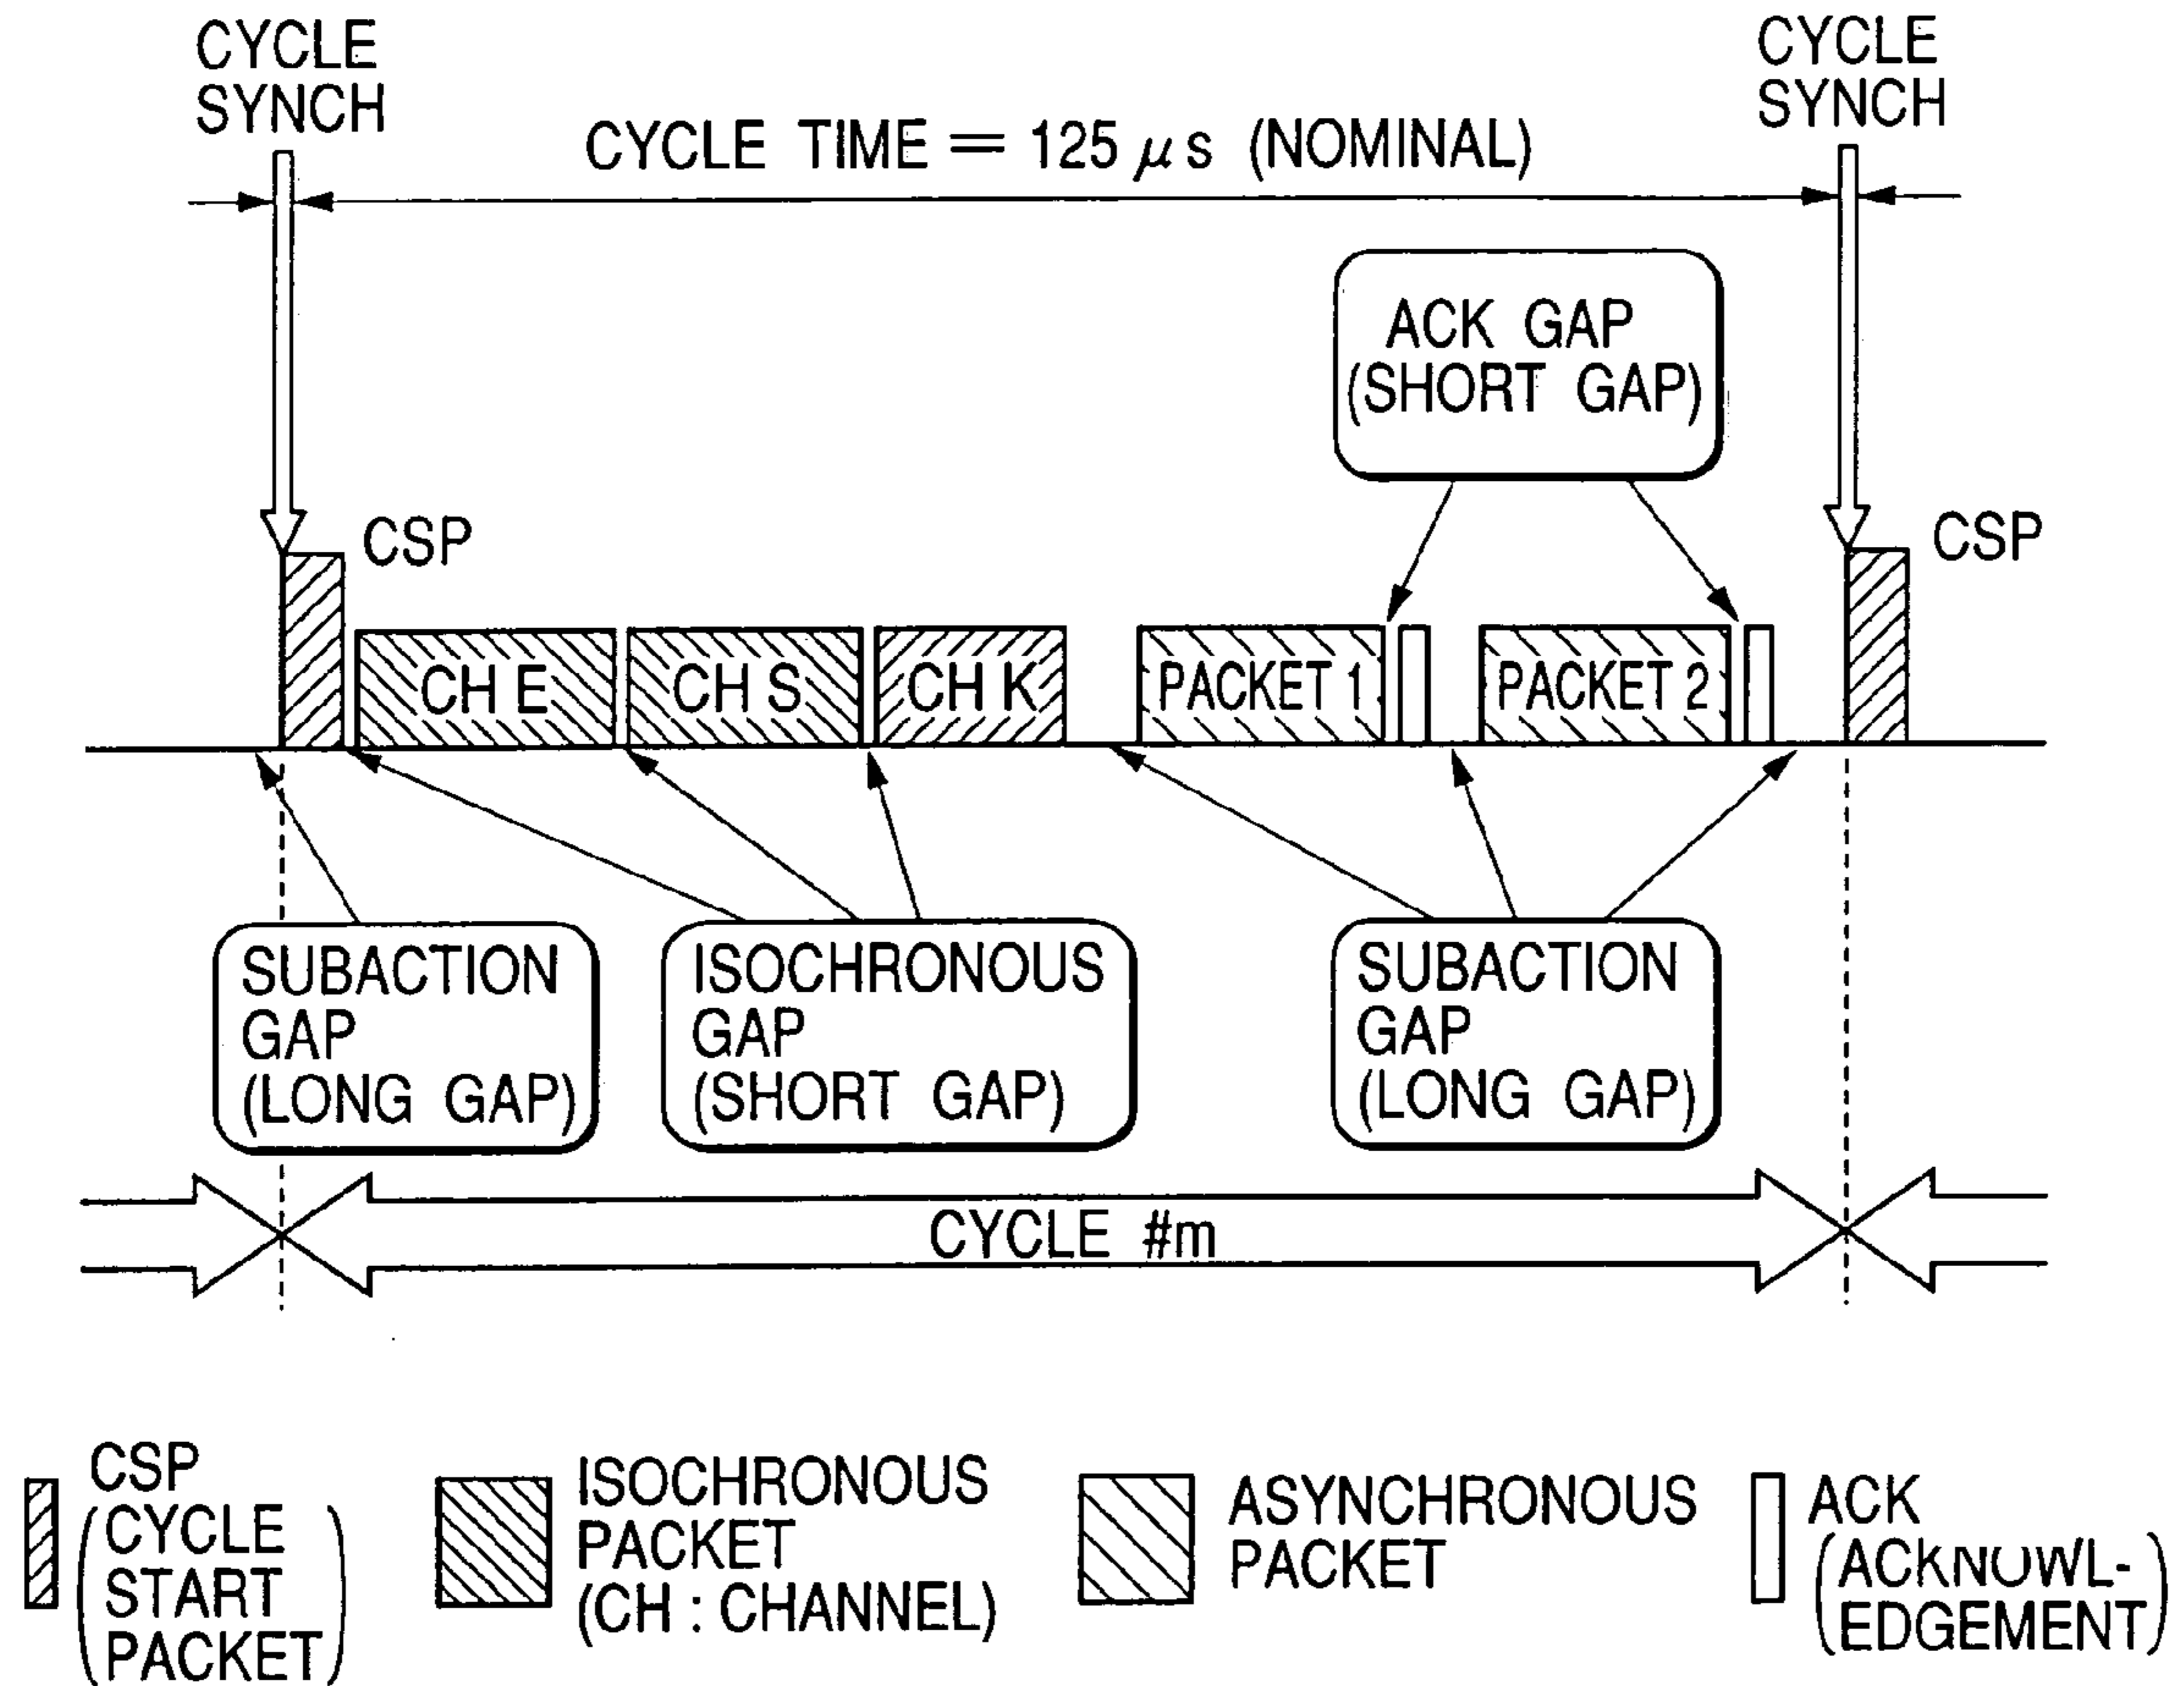 CYCLE
SYNCH
CYCLE
SYNCH
CYCLE TIME = 125 μs (NOMINAL)
ACK GAP
(SHORT GAP)
CSP
CSP
CH E
CH S
CH K
PACKET 1
PACKET 2
SUBACTION
GAP
(LONG GAP)
ISOCHRONOUS
GAP
(SHORT GAP)
SUBACTION
GAP
(LONG GAP)
CYCLE #m
CSP
(CYCLE
START
PACKET)
ISOCHRONOUS
PACKET
(CH : CHANNEL)
ASYNCHRONOUS
PACKET
ACK
(ACKNOWL-
EDGEMENT)